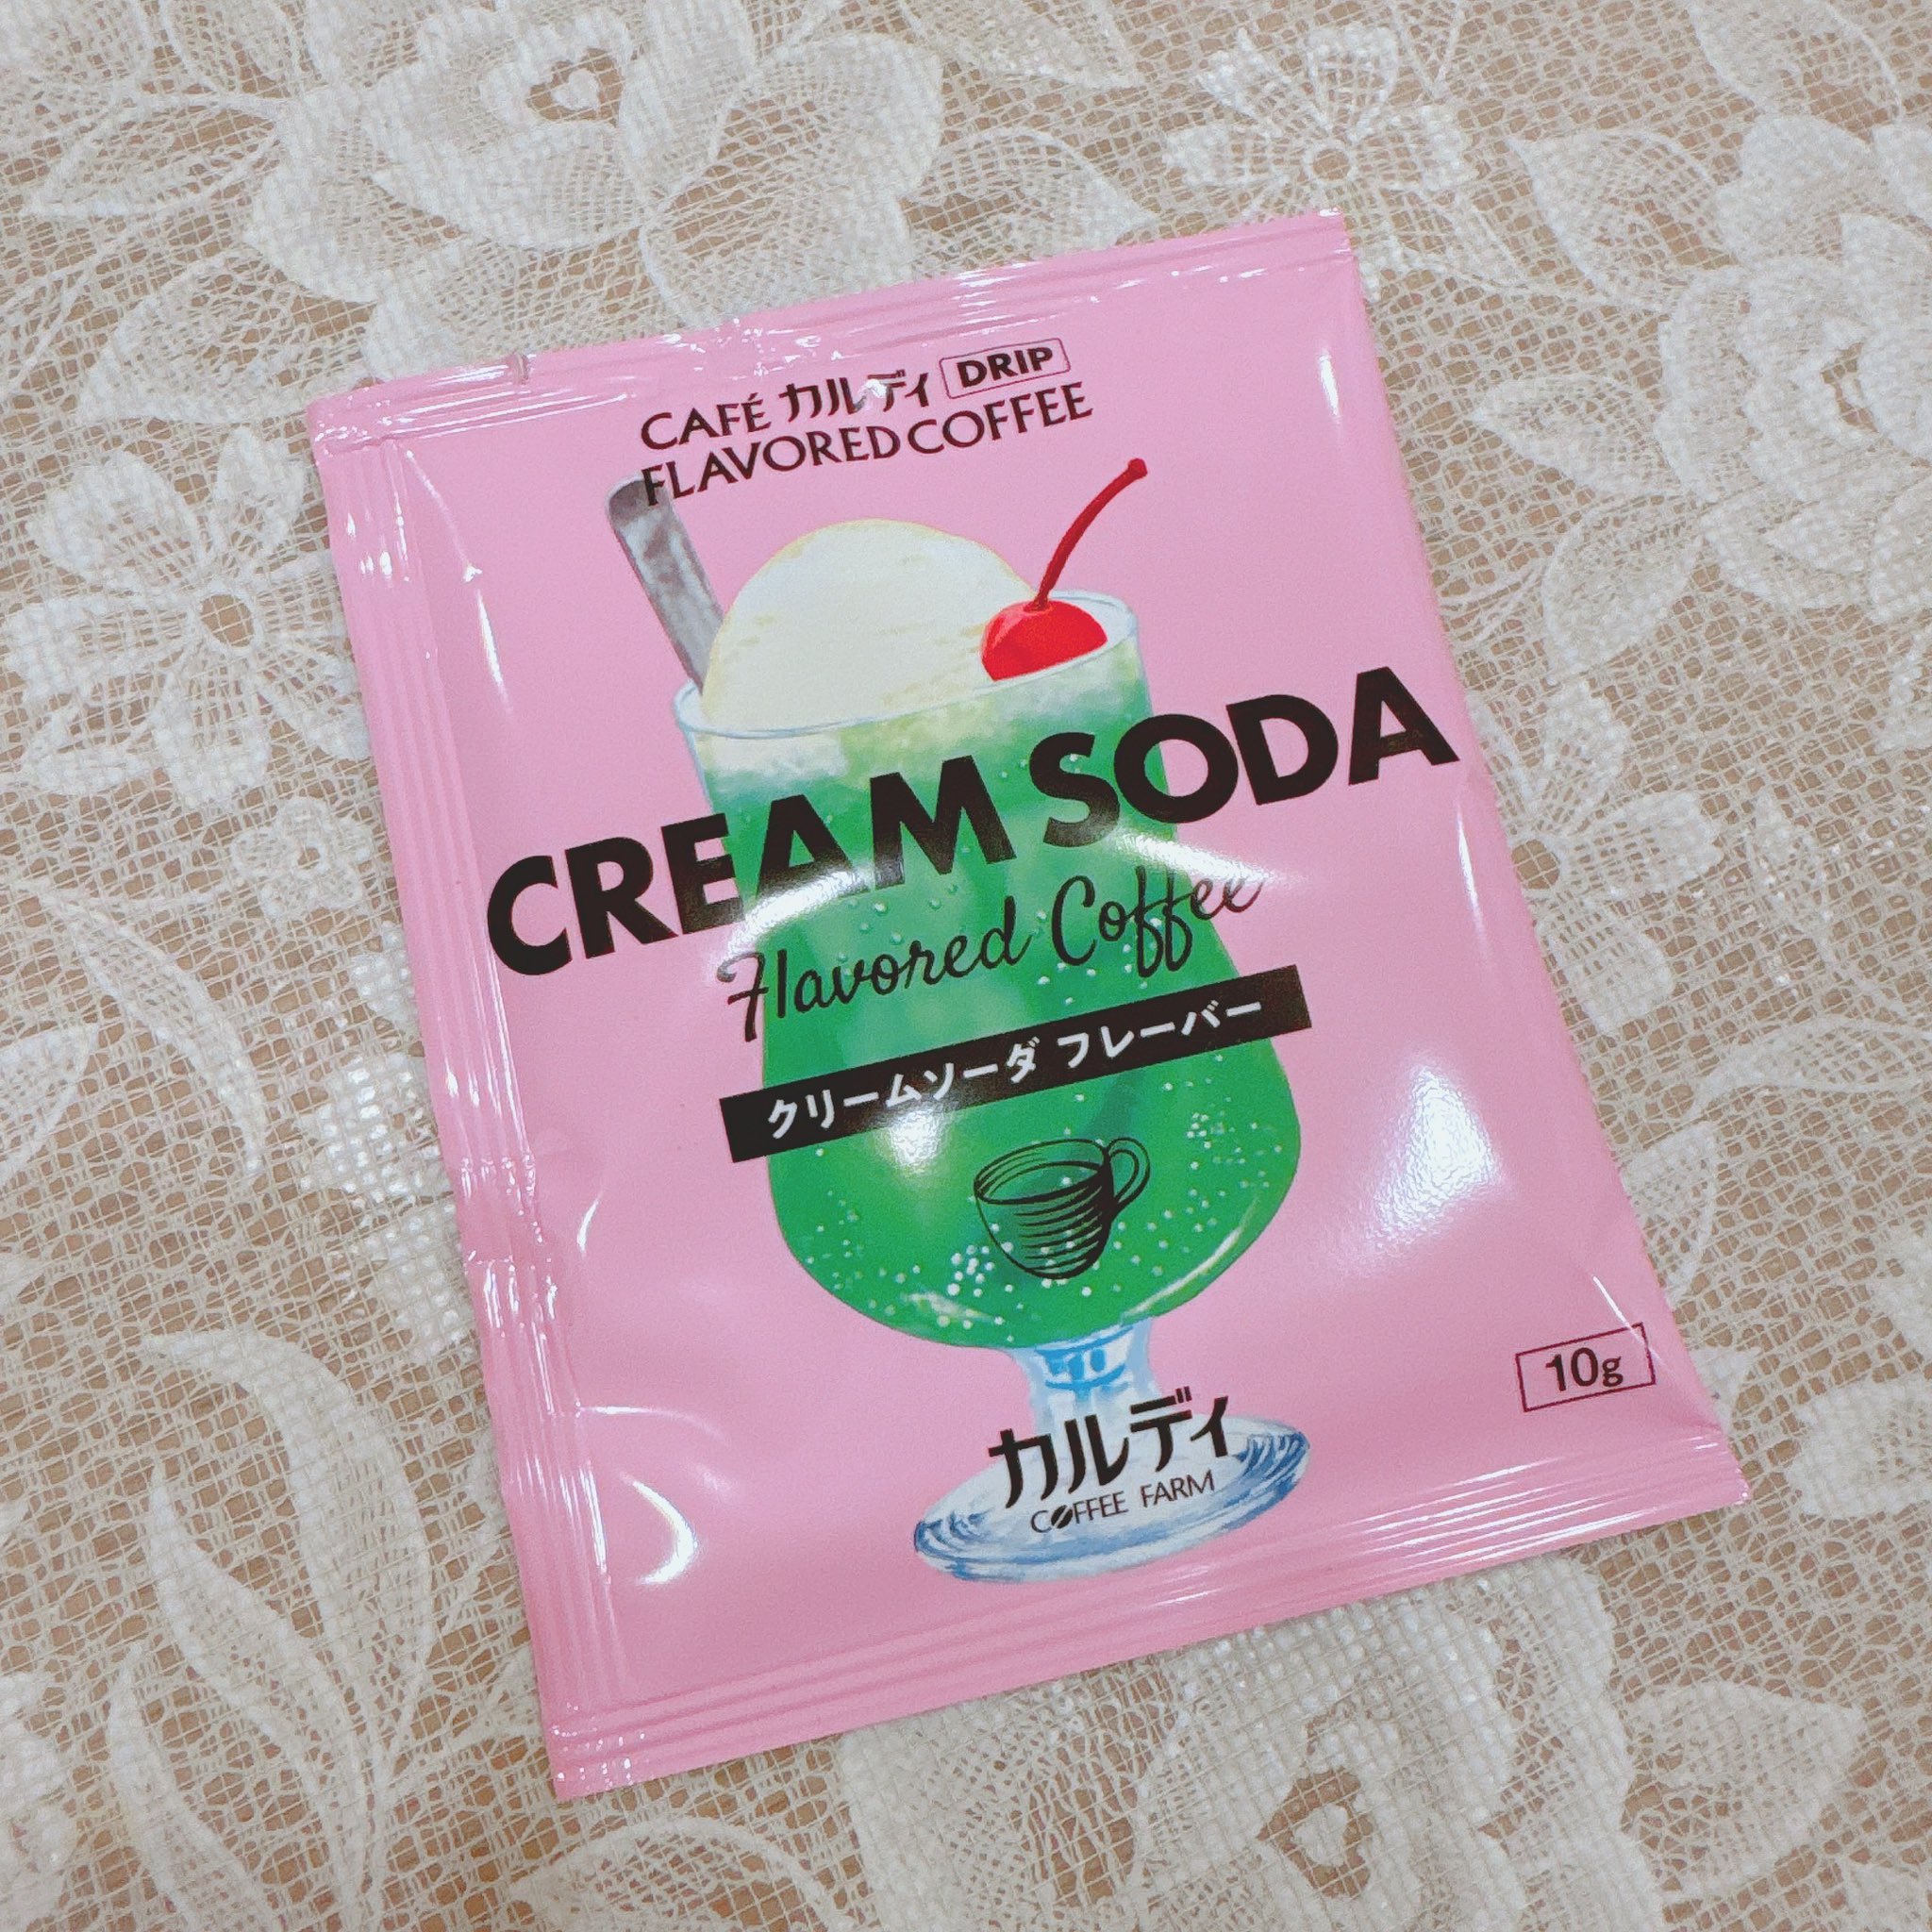 CAFÉ カルディ DRIP
FLAVORED COFFEE
CREAM SODA
Flavored Coffee
クリームソーダ フレーバー
10g
カルディ
COFFEE FARM